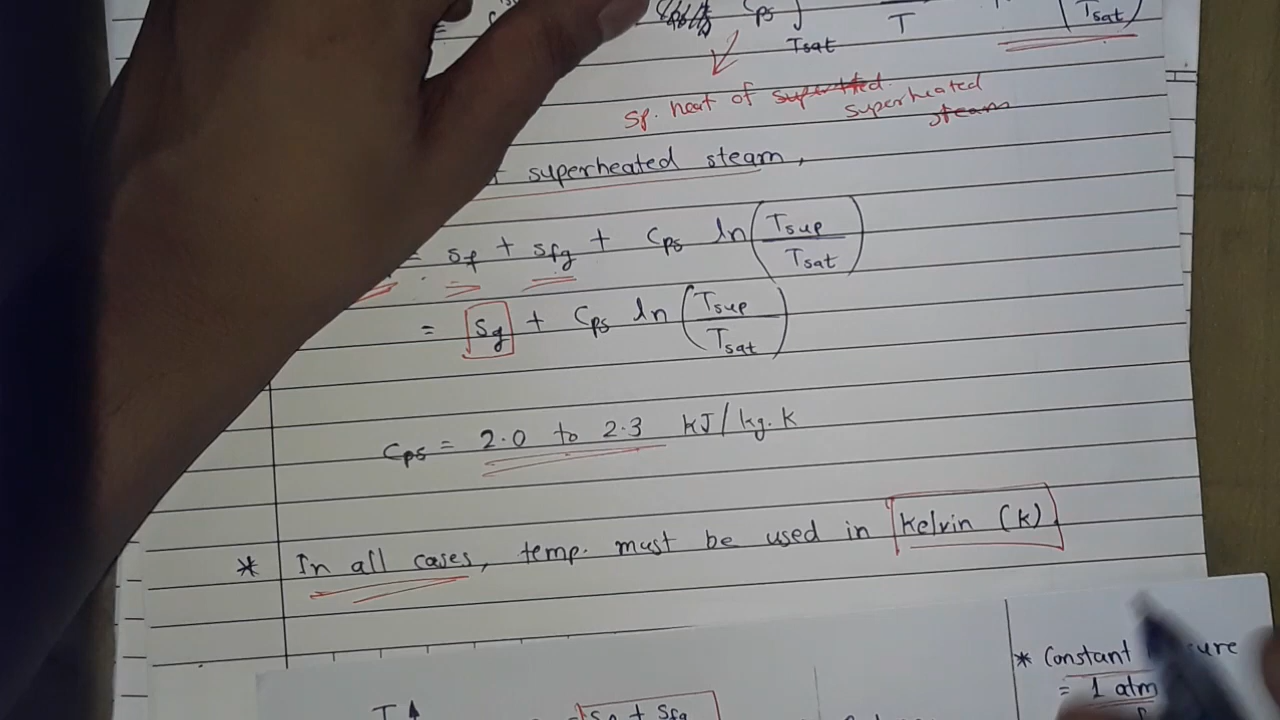 Cps ∫ T Tsat
Tsat
sp. heat of superheated
steam
superheated steam,
= sf + sfg + Cps ln (Tsup/Tsat)
= sg + Cps ln (Tsup/Tsat)
Cps = 2.0 to 2.3 kJ/kg.K
* In all cases, temp. must be used in Kelvin (K).
* Constant
= 1 atm
T
+ sfg